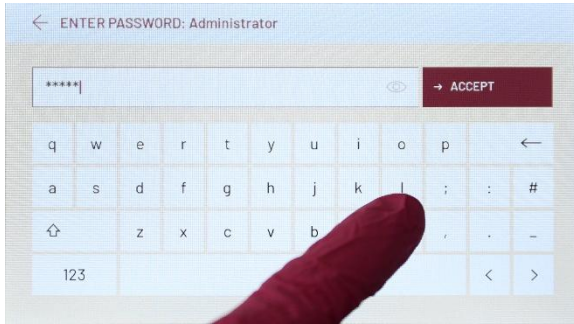 ← ENTER PASSWORD: Administrator
*****| → ACCEPT
q w e r t y u i o p ←
a s d f g h j k l ; : #
z x c v b , . _
123 < >